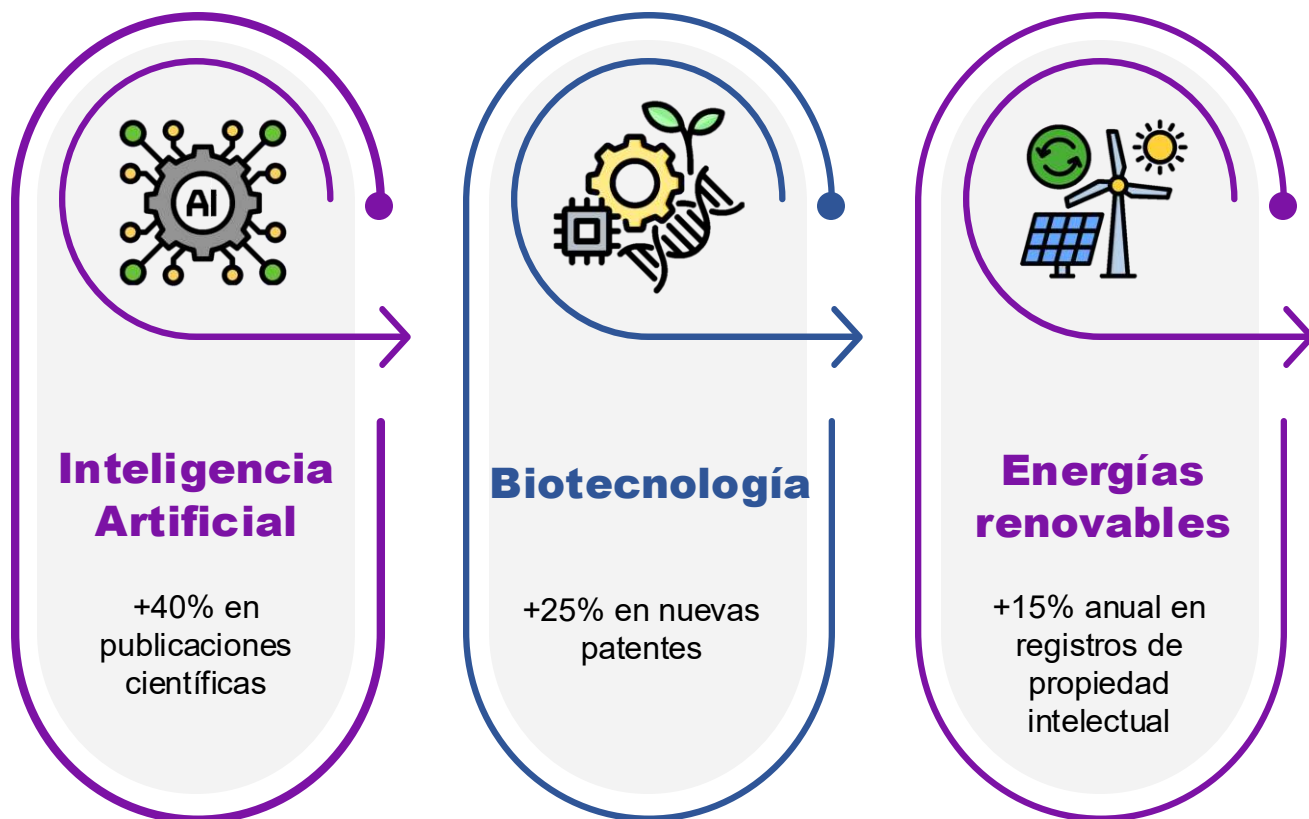 AI
Inteligencia
Artificial
+40% en
publicaciones
científicas
Biotecnología
+25% en nuevas
patentes
Energías
renovables
+15% anual en
registros de
propiedad
intelectual